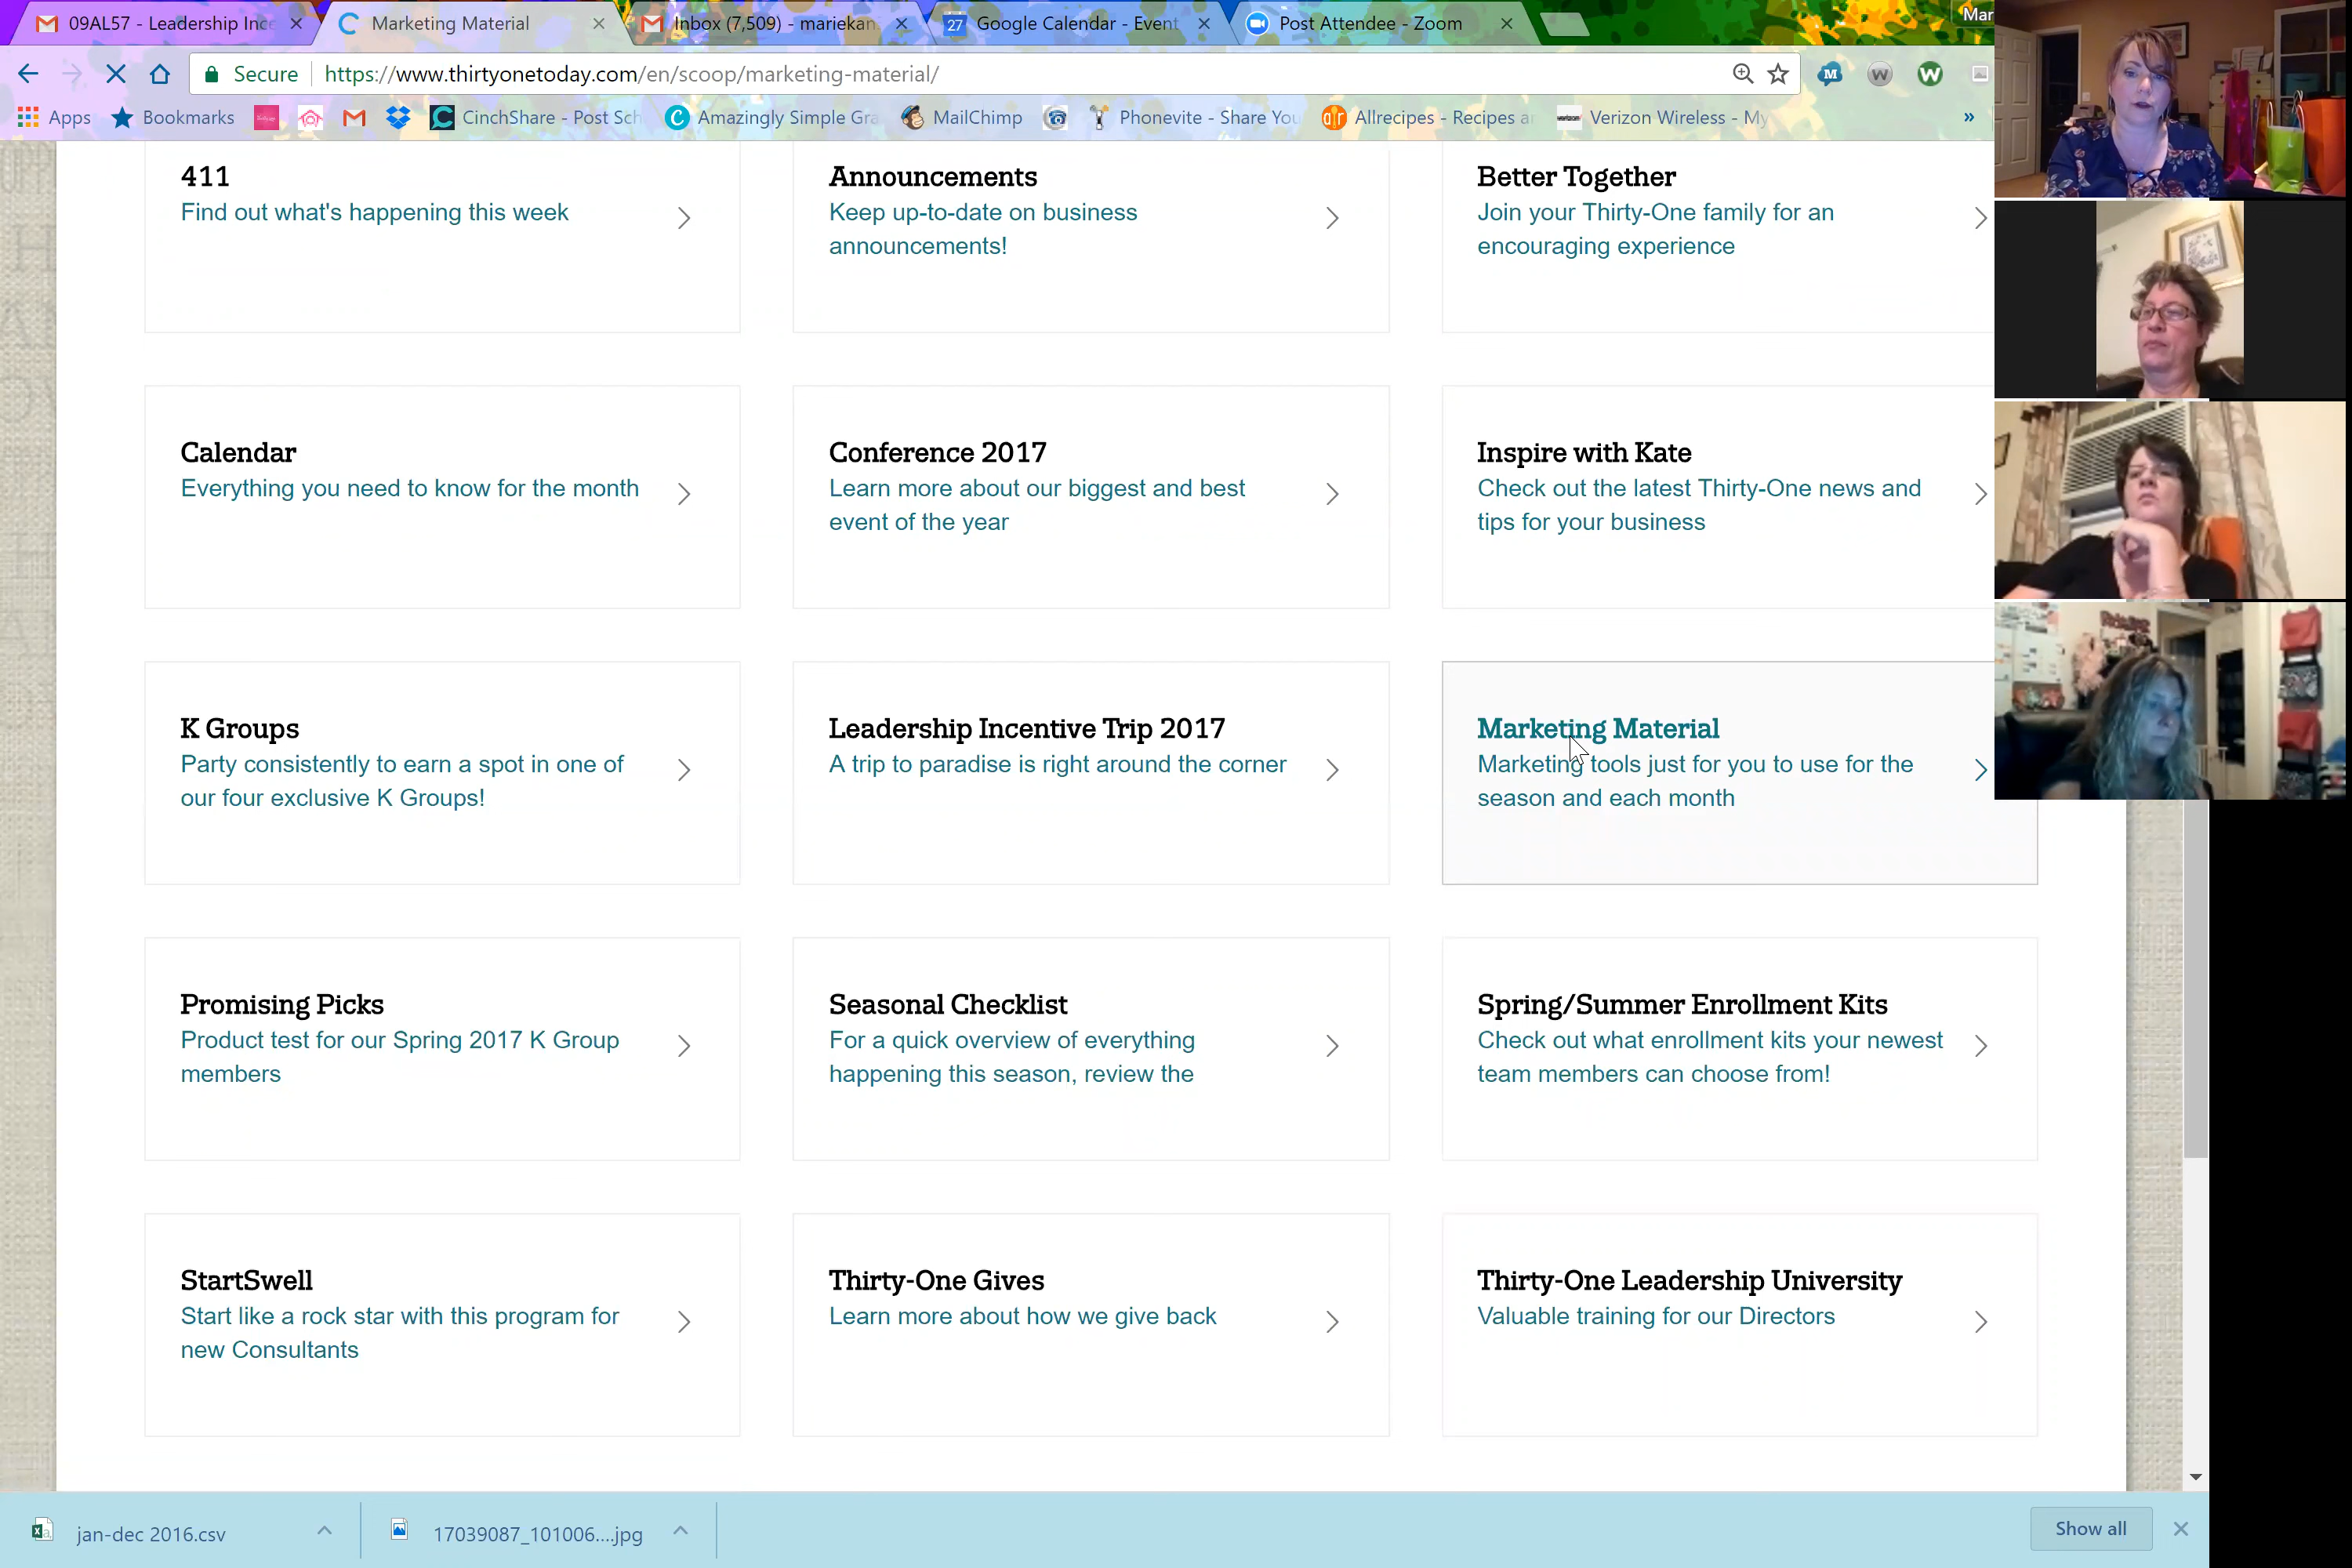 09AL57 - Leadership Ince
Marketing Material
Inbox (7,509) - mariekan
27
Google Calendar - Event
Post Attendee - Zoom
Mar
Secure
https://www.thirtyonetoday.com/en/scoop/marketing-material/
Apps
Bookmarks
CinchShare - Post Sch
Amazingly Simple Gra
MailChimp
Phonevite - Share You
Allrecipes - Recipes ar
Verizon Wireless - My
»
411
Find out what's happening this week
Announcements
Keep up-to-date on business
announcements!
Better Together
Join your Thirty-One family for an
encouraging experience
Calendar
Everything you need to know for the month
Conference 2017
Learn more about our biggest and best
event of the year
Inspire with Kate
Check out the latest Thirty-One news and
tips for your business
K Groups
Party consistently to earn a spot in one of
our four exclusive K Groups!
Leadership Incentive Trip 2017
A trip to paradise is right around the corner
Marketing Material
Marketing tools just for you to use for the
season and each month
Promising Picks
Product test for our Spring 2017 K Group
members
Seasonal Checklist
For a quick overview of everything
happening this season, review the
Spring/Summer Enrollment Kits
Check out what enrollment kits your newest
team members can choose from!
StartSwell
Start like a rock star with this program for
new Consultants
Thirty-One Gives
Learn more about how we give back
Thirty-One Leadership University
Valuable training for our Directors
jan-dec 2016.csv
17039087_101006....jpg
Show all